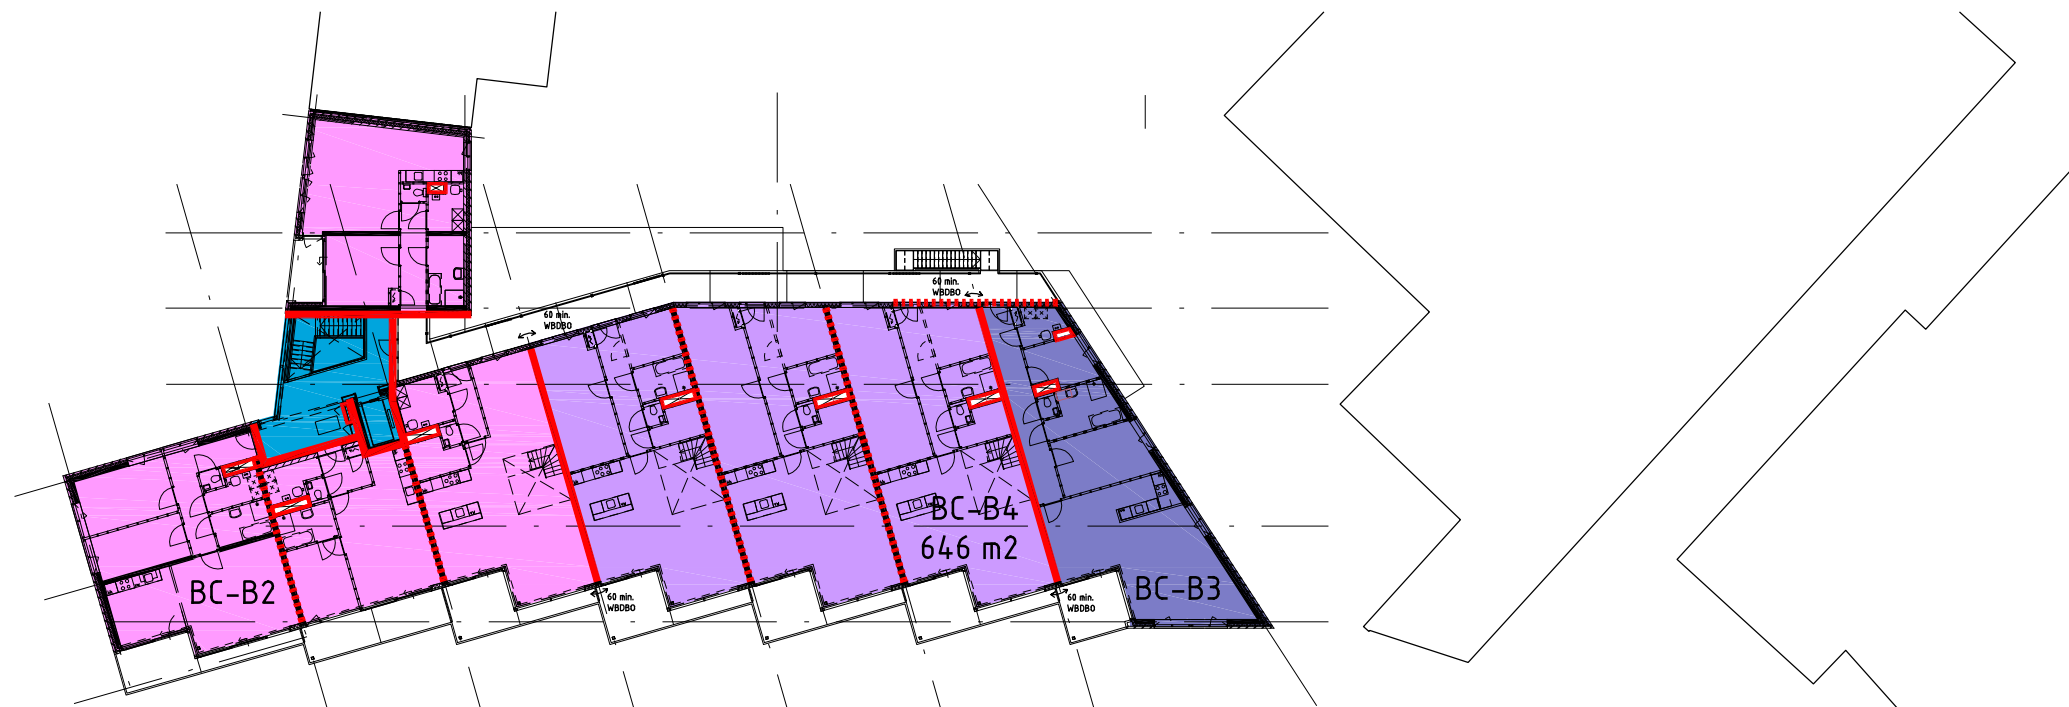 60 min.
WBDBO
60 min.
WBDBO
BC-B4
646 m2
BC-B2
BC-B3
60 min.
WBDBO
60 min.
WBDBO